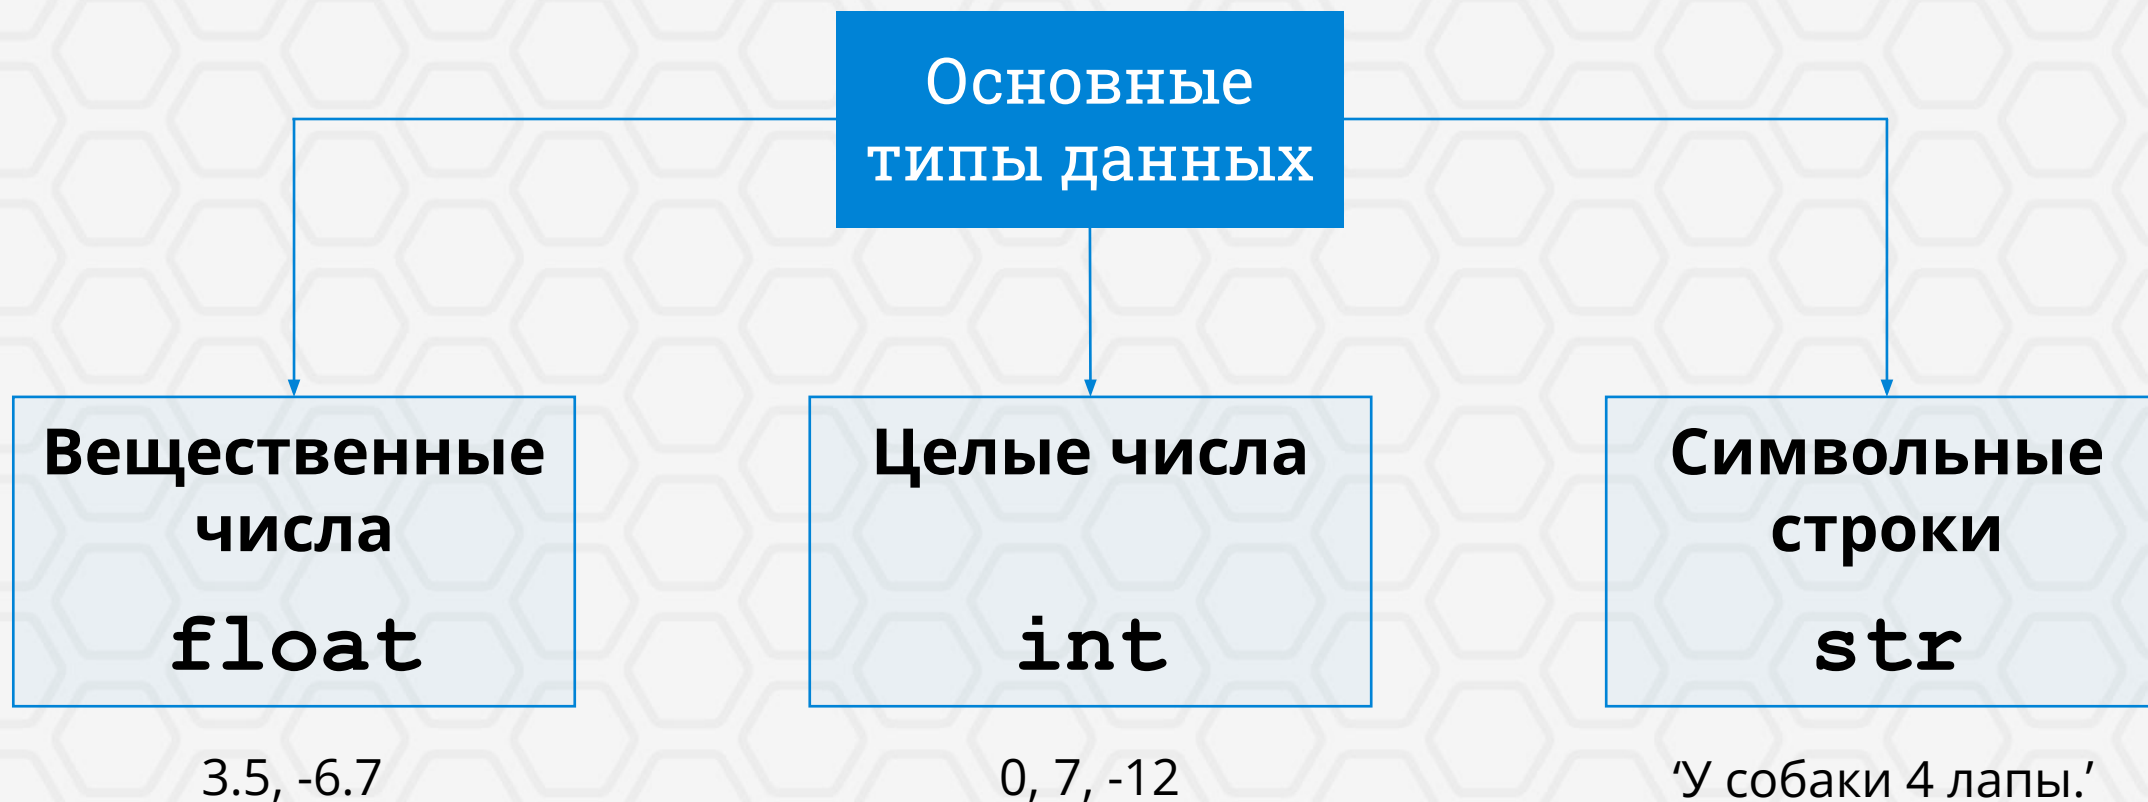 Основные
типы данных
Вещественные
числа
float
3.5, -6.7
Целые числа
int
0, 7, -12
Символьные
строки
str
‘У собаки 4 лапы.’